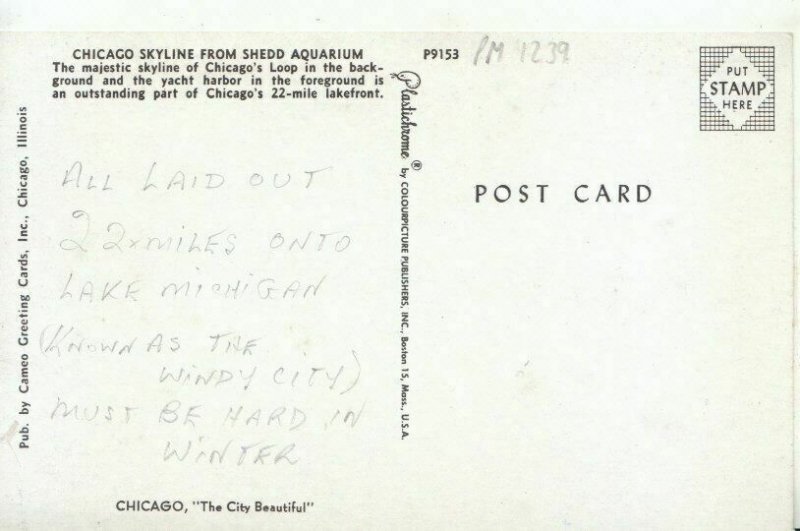 CHICAGO SKYLINE FROM SHEDD AQUARIUM
The majestic skyline of Chicago's Loop in the back-
ground and the yacht harbor in the foreground is
an outstanding part of Chicago's 22-mile lakefront.
P9153
PM 1239
PUT
STAMP
HERE
Pub. by Cameo Greeting Cards, Inc., Chicago, Illinois
Plastichrome ® by COLOURPICTURE PUBLISHERS, INC., Boston 15, Mass., U.S.A.
POST CARD
ALL LAID OUT
22 x MILES ONTO
LAKE MICHIGAN
(KNOWN AS THE
WINDY CITY)
MUST BE HARD IN
WINTER
CHICAGO, "The City Beautiful"